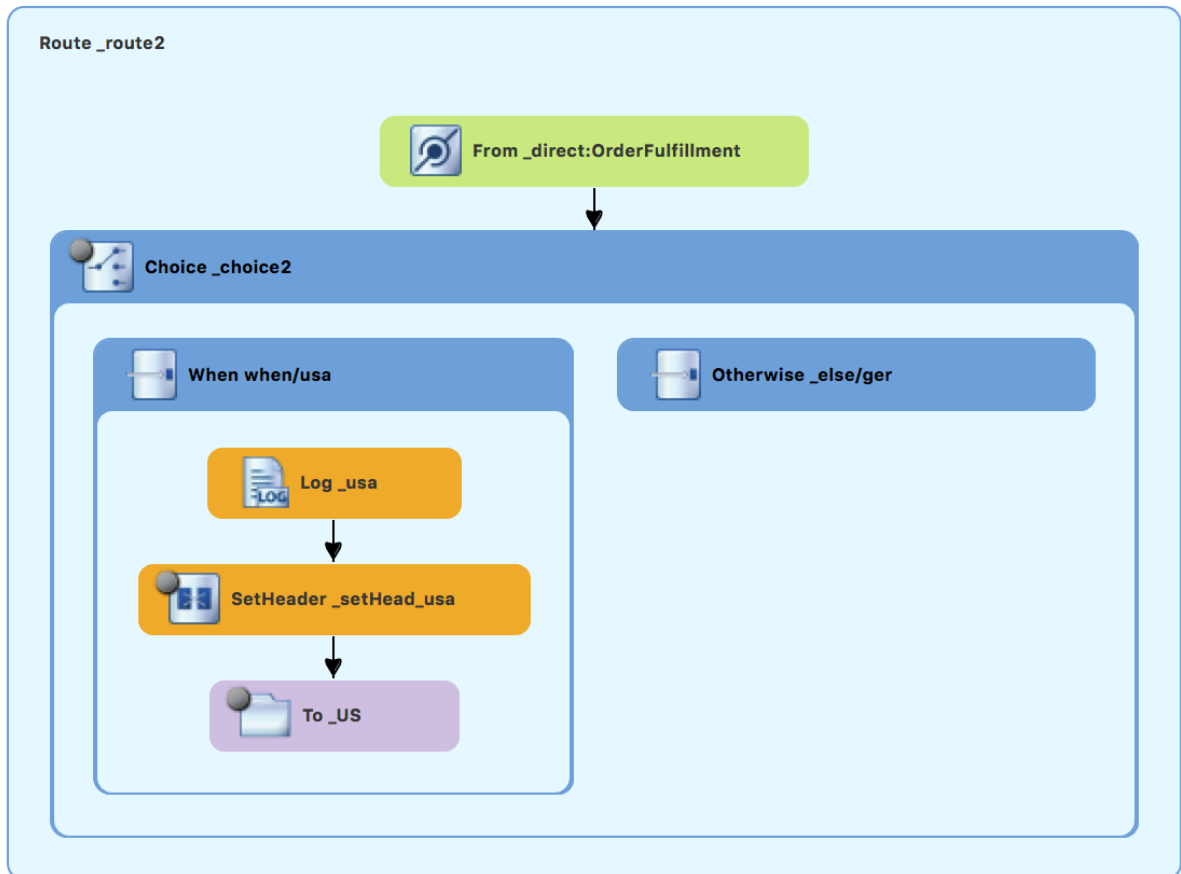 Route _route2
From _direct:OrderFulfillment
Choice _choice2
When when/usa
Otherwise _else/ger
Log _usa
LOG
SetHeader _setHead_usa
To _US